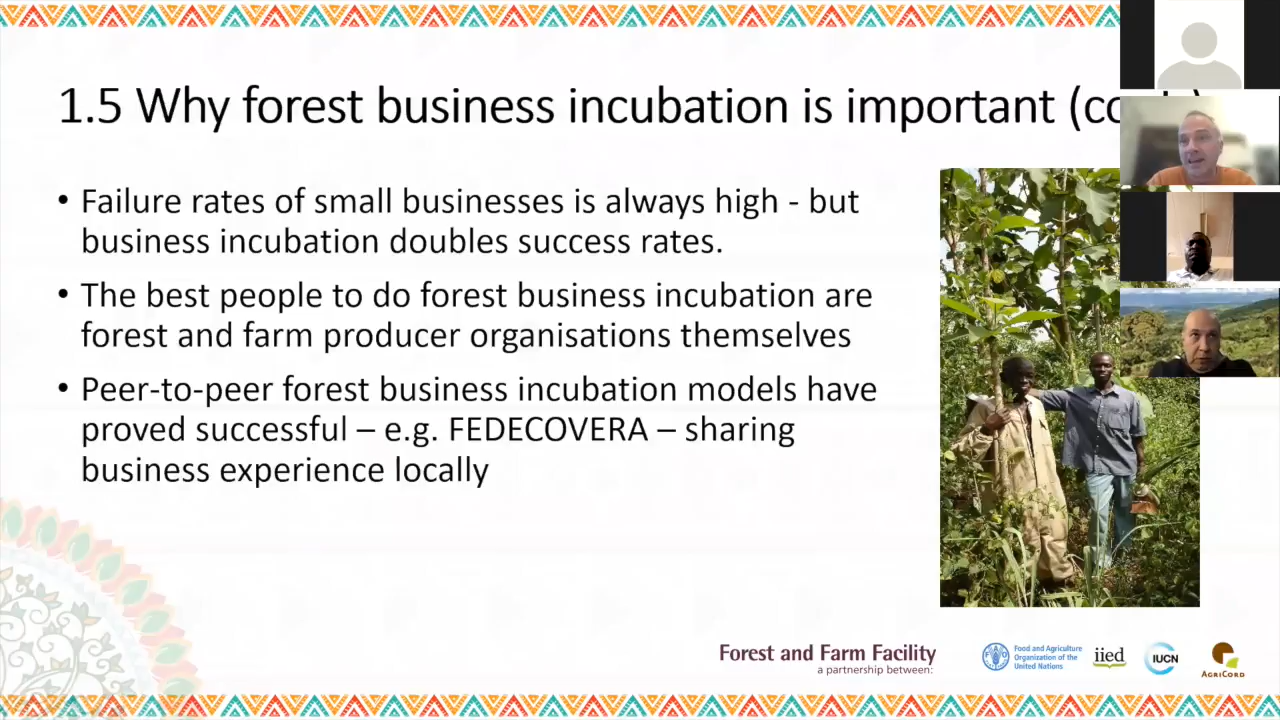 1.5 Why forest business incubation is important (co
• Failure rates of small businesses is always high - but
business incubation doubles success rates.
• The best people to do forest business incubation are
forest and farm producer organisations themselves
• Peer-to-peer forest business incubation models have
proved successful – e.g. FEDECOVERA – sharing
business experience locally
Forest and Farm Facility
a partnership between:
Food and Agriculture
Organization of the
United Nations
iied
IUCN
AGRICORD